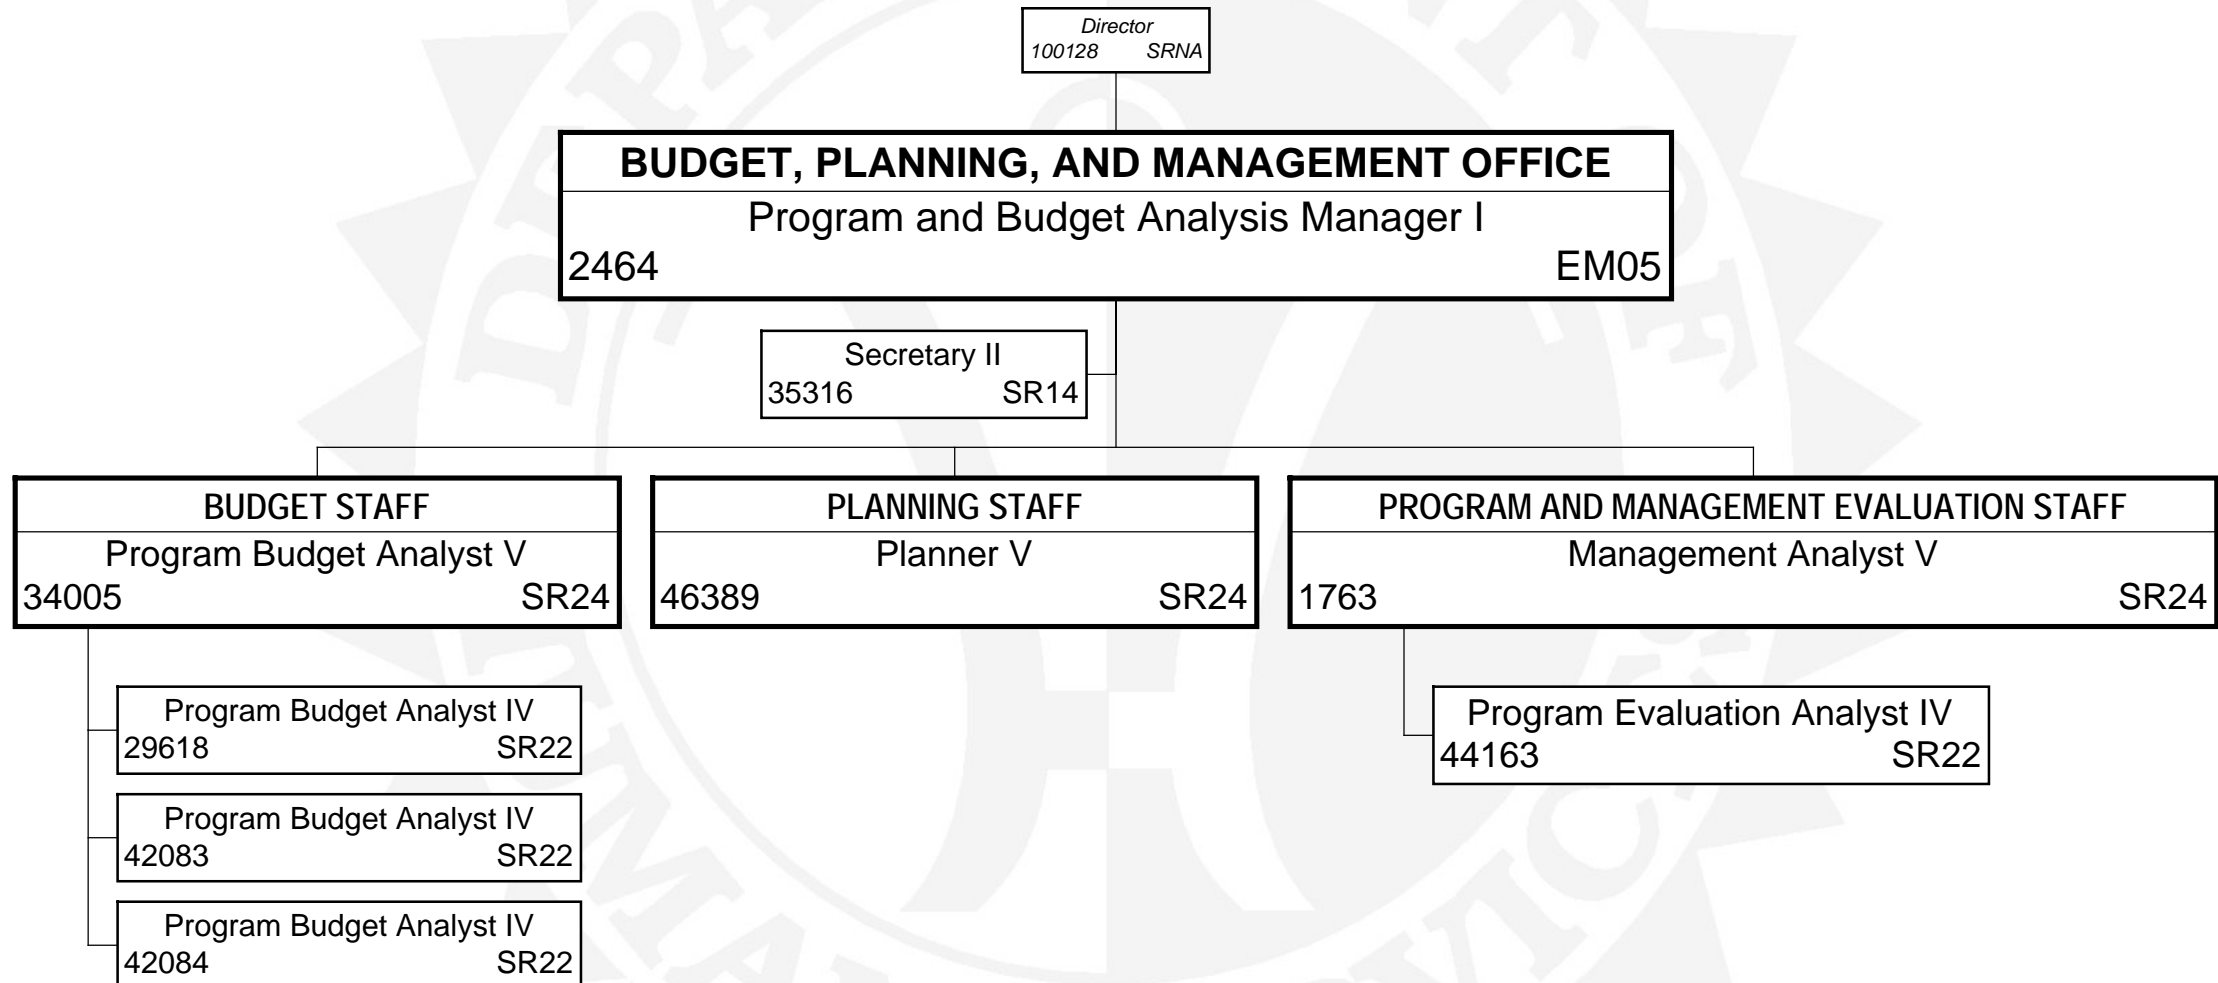 Director
100128 SRNA
BUDGET, PLANNING, AND MANAGEMENT OFFICE
Program and Budget Analysis Manager I
2464 EM05
Secretary II
35316 SR14
BUDGET STAFF
Program Budget Analyst V
34005 SR24
PLANNING STAFF
Planner V
46389 SR24
PROGRAM AND MANAGEMENT EVALUATION STAFF
Management Analyst V
1763 SR24
Program Budget Analyst IV
29618 SR22
Program Budget Analyst IV
42083 SR22
Program Budget Analyst IV
42084 SR22
Program Evaluation Analyst IV
44163 SR22